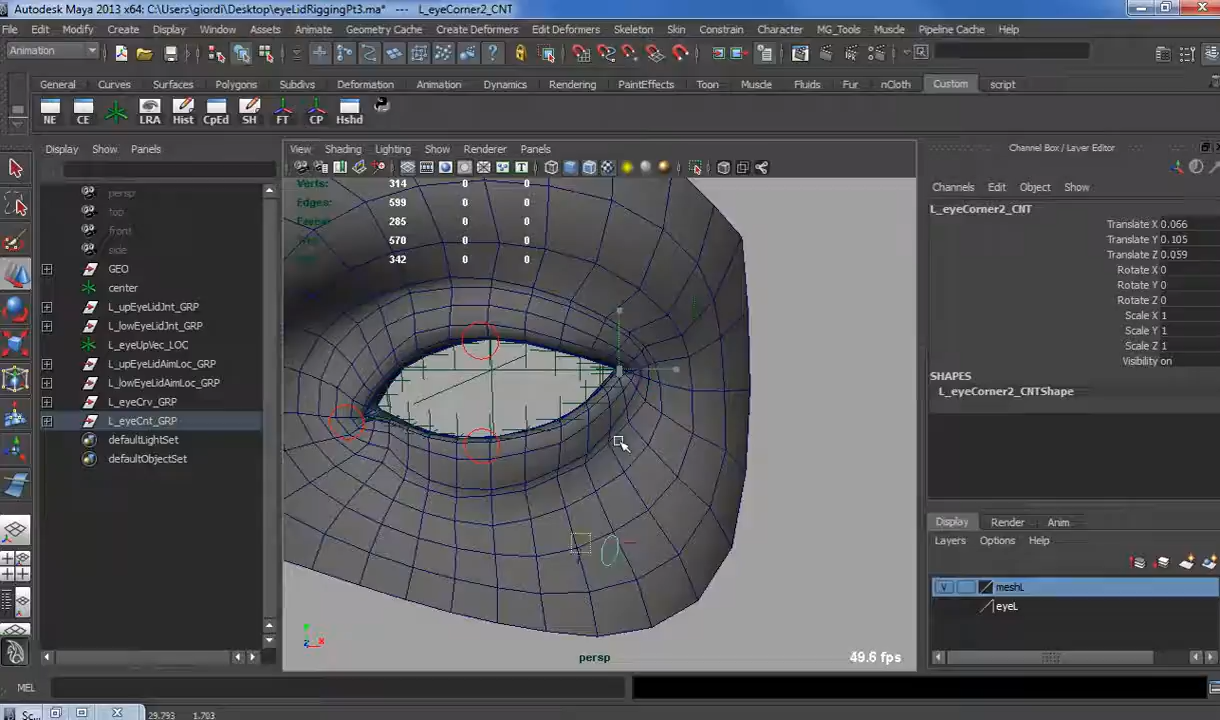 Autodesk Maya 2013 x64: C:\Users\giordi\Desktop\eyeLidRiggingPt3.ma* --- L_eyeCorner2_CNT
File Edit Modify Create Display Window Assets Animate Geometry Cache Create Deformers Edit Deformers Skeleton Skin Constrain Character MG_Tools Muscle Pipeline Cache Help
Animation
General Curves Surfaces Polygons Subdivs Deformation Animation Dynamics Rendering PaintEffects Toon Muscle Fluids Fur nCloth Custom script
NE CE LRA Hist CpEd SH FT CP Hshd
Display Show Panels
View Shading Lighting Show Renderer Panels
Channel Box / Layer Editor
Channels Edit Object Show
persp
top
front
side
GEO
center
L_upEyeLidJnt_GRP
L_lowEyeLidJnt_GRP
L_eyeUpVec_LOC
L_upEyeLidAimLoc_GRP
L_lowEyeLidAimLoc_GRP
L_eyeCrv_GRP
L_eyeCnt_GRP
defaultLightSet
defaultObjectSet
Verts: 314 0 0
Edges: 599 0 0
285 0 0
570 0 0
342 0 0
persp
49.6 fps
L_eyeCorner2_CNT
Translate X 0.066
Translate Y 0.105
Translate Z 0.059
Rotate X 0
Rotate Y 0
Rotate Z 0
Scale X 1
Scale Y 1
Scale Z 1
Visibility on
SHAPES
L_eyeCorner2_CNTShape
Display Render Anim
Layers Options Help
V meshL
eyeL
MEL
Sc...
29.793 1.703